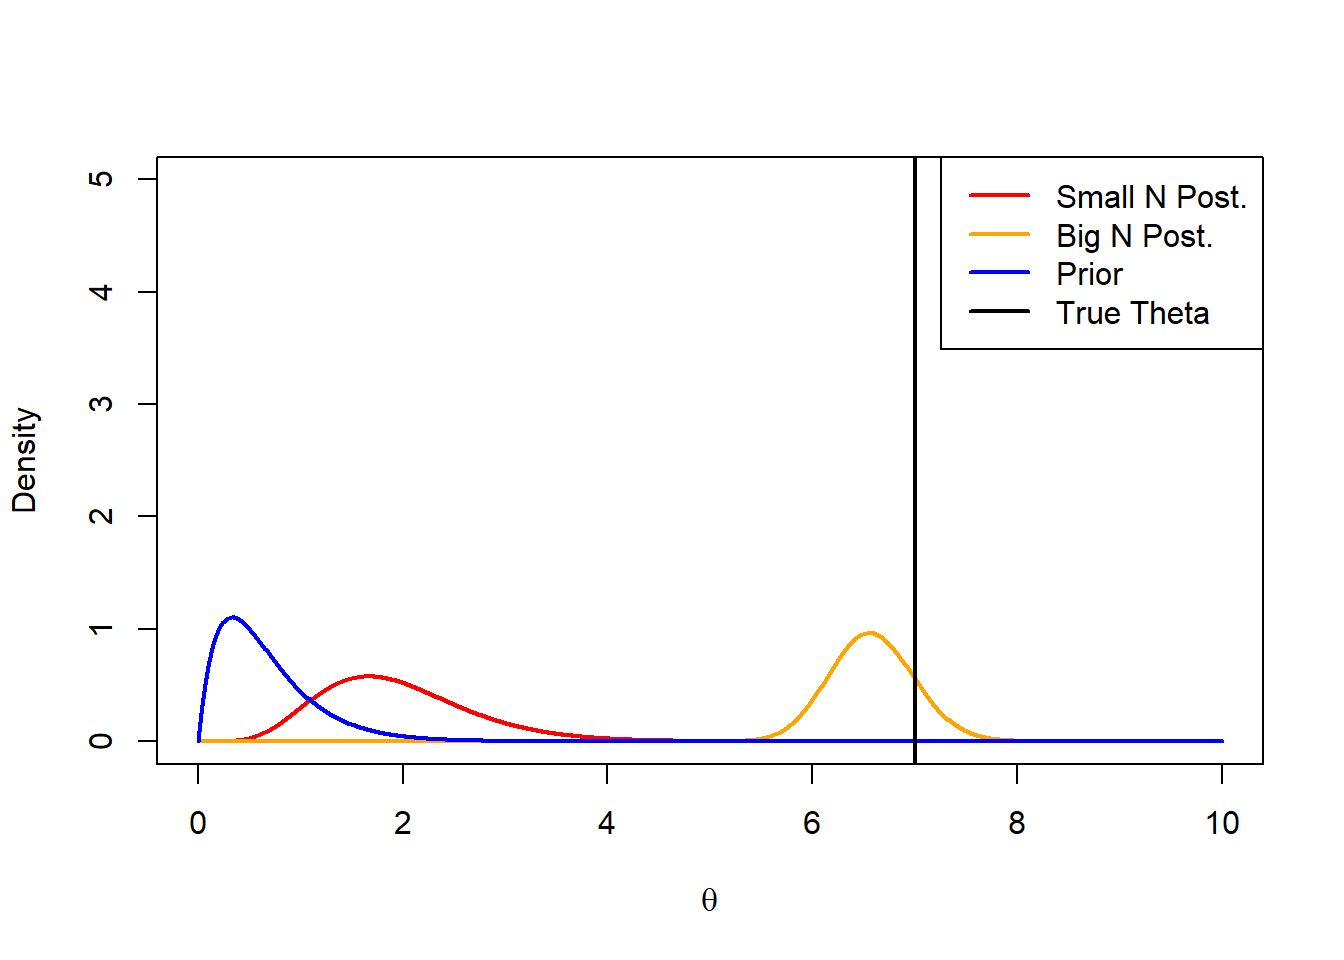 5
4
3
2
1
0
Density
Small N Post.
Big N Post.
Prior
True Theta
0 2 4 6 8 10
θ